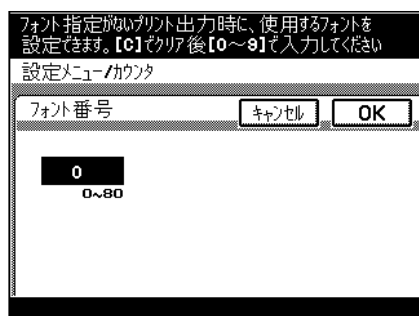 フォント指定がないプリント出力時に、使用するフォントを
設定できます。[C]でクリア後[0～9]で入力してください
設定メニュー/カウンタ
フォント番号
キャンセル
OK
0
0~80